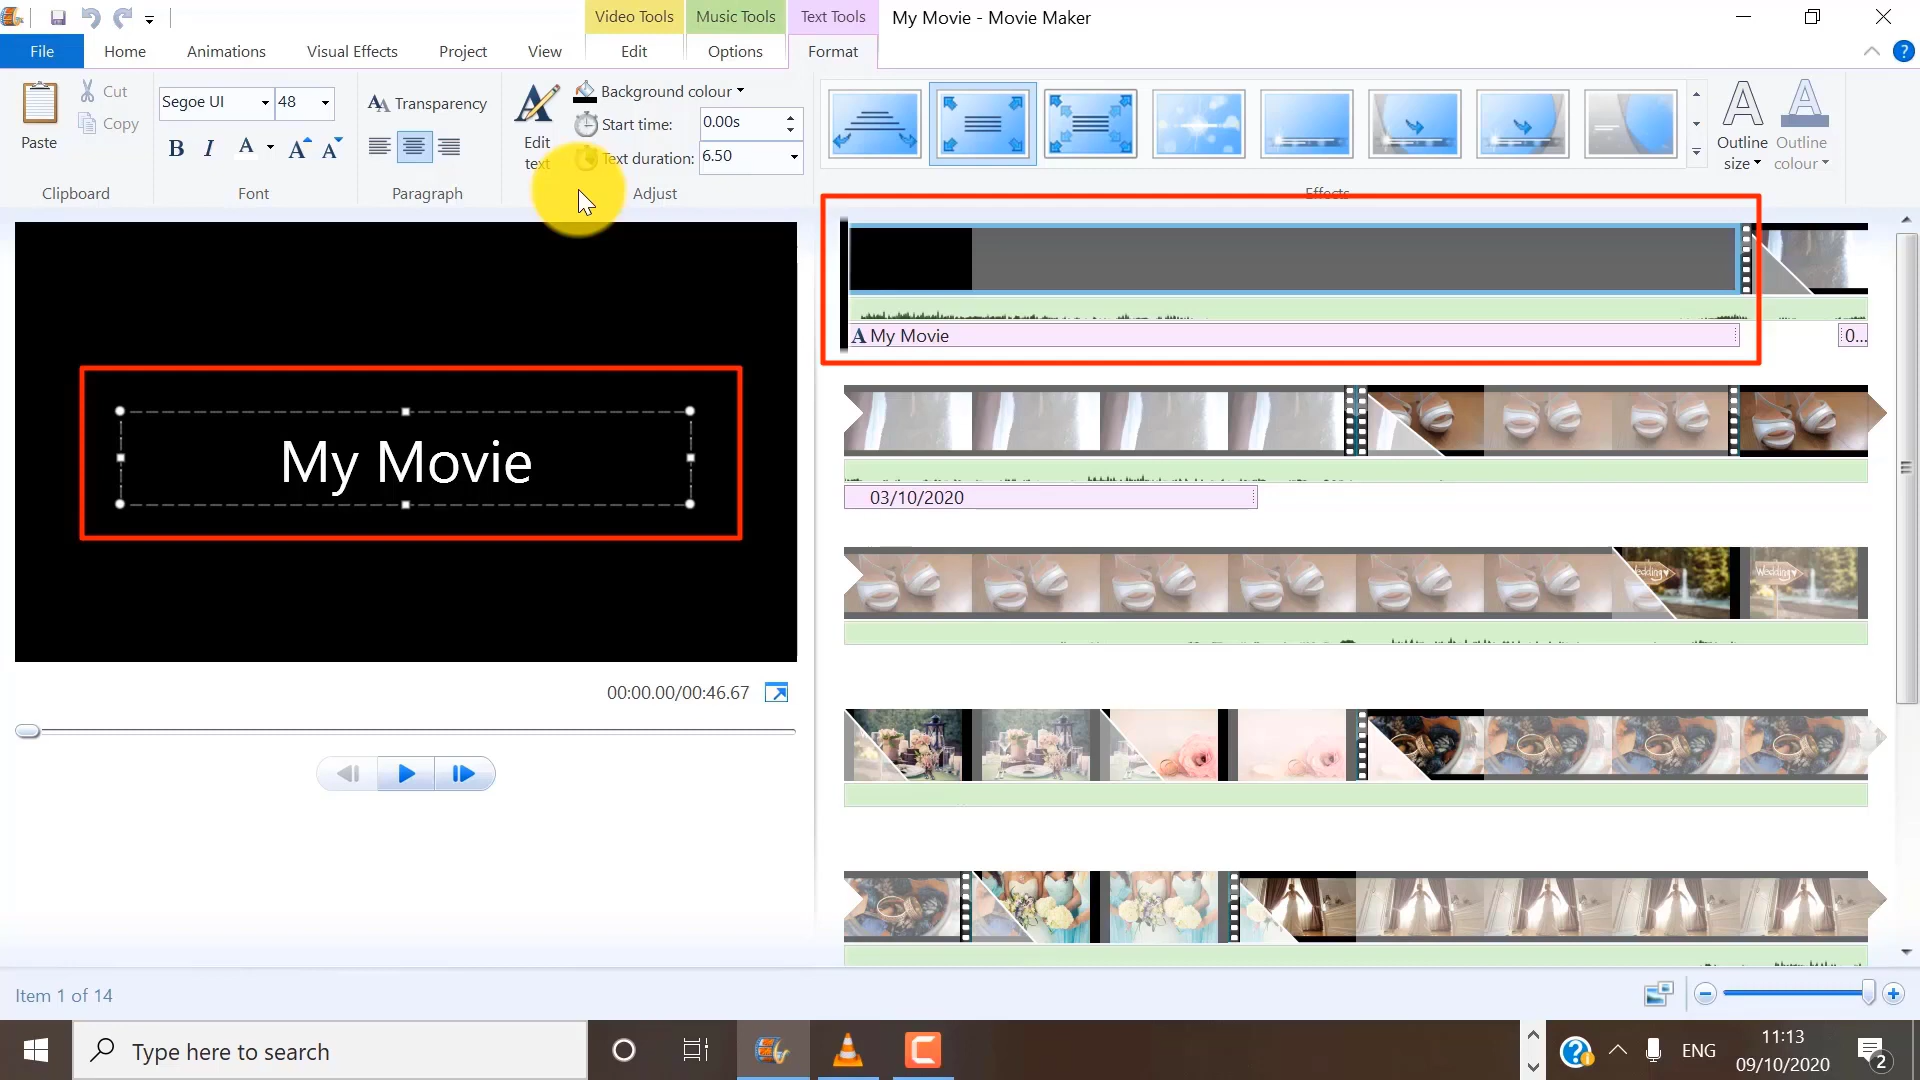 Video Tools
Music Tools
Text Tools
My Movie - Movie Maker
File
Home
Animations
Visual Effects
Project
View
Edit
Options
Format
Paste
Cut
Copy
Clipboard
Segoe UI
48
B I A A A
Font
Transparency
Paragraph
Edit
text
Background colour
Start time:
0.00s
Text duration:
6.50
Adjust
Effects
Outline
size
Outline
colour
My Movie
A My Movie
0...
03/10/2020
Wedding
Wedding
00:00.00/00:46.67
Item 1 of 14
Type here to search
ENG
11:13
09/10/2020
2